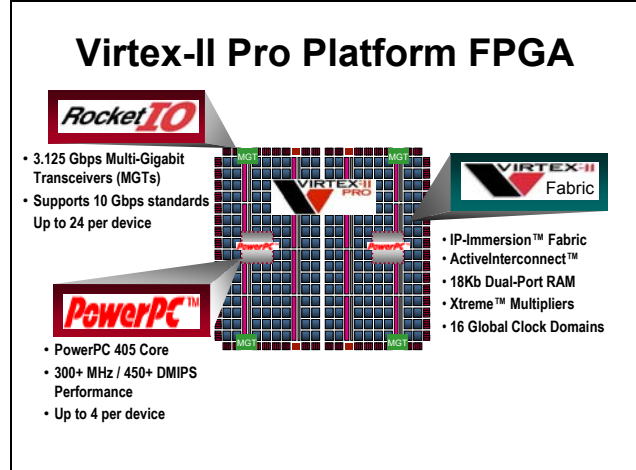 Virtex-II Pro Platform FPGA
RocketIO
• 3.125 Gbps Multi-Gigabit
Transceivers (MGTs)
• Supports 10 Gbps standards
Up to 24 per device
MGT
MGT
VIRTEX-II
PRO
PowerPC
PowerPC
MGT
MGT
VIRTEX-II
Fabric
• IP-Immersion™ Fabric
• ActiveInterconnect™
• 18Kb Dual-Port RAM
• Xtreme™ Multipliers
• 16 Global Clock Domains
PowerPC™
• PowerPC 405 Core
• 300+ MHz / 450+ DMIPS
Performance
• Up to 4 per device